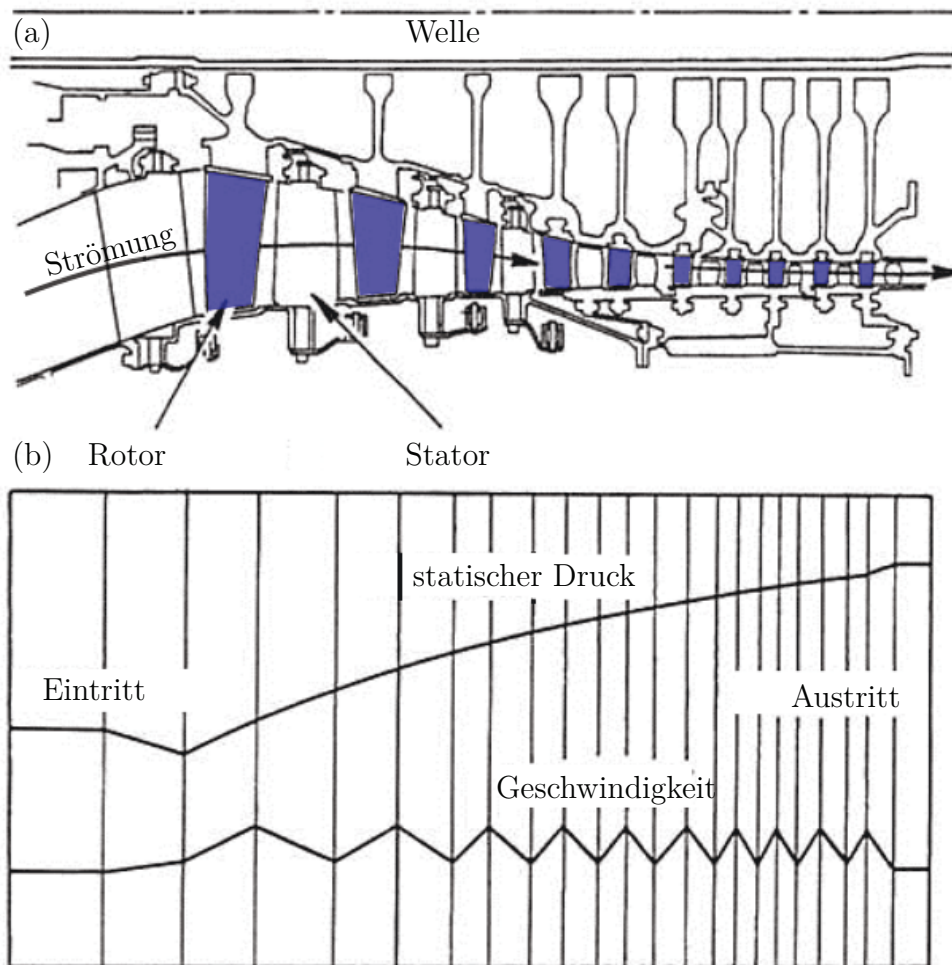 (a)
Welle
Strömung
Rotor
Stator
(b)
statischer Druck
Eintritt
Austritt
Geschwindigkeit